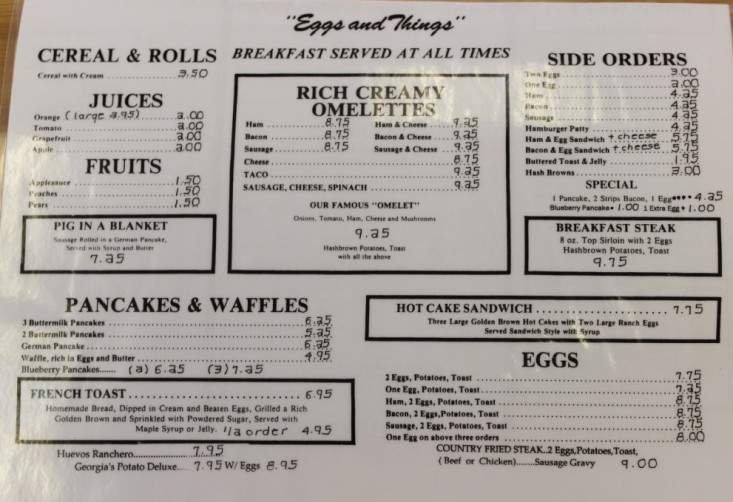 "Eggs and Things"
BREAKFAST SERVED AT ALL TIMES
CEREAL & ROLLS
Cereal with Cream 3.50
JUICES
Orange (large 2.95) 2.00
Tomato 2.00
Grapefruit 2.00
Apple 2.00
FRUITS
Applesauce 1.50
Peaches 1.50
Pears 1.50
PIG IN A BLANKET
Sausage Rolled in a German Pancake,
Served with Syrup and Butter
7.25
RICH CREAMY
OMELETTES
Ham 8.75 Ham & Cheese 9.25
Bacon 8.75 Bacon & Cheese 9.25
Sausage 8.75 Sausage & Cheese 9.25
Cheese 8.75
TACO 9.25
SAUSAGE, CHEESE, SPINACH 9.25
OUR FAMOUS "OMELET"
Onions, Tomato, Ham, Cheese and Mushrooms
9.25
Hashbrown Potatoes, Toast
with all the above
SIDE ORDERS
Two Eggs 3.00
One Egg 2.00
Ham 4.25
Bacon 4.25
Sausage 4.25
Hamburger Patty 4.25
Ham & Egg Sandwich + cheese 5.75
Bacon & Egg Sandwich + cheese 5.75
Buttered Toast & Jelly 1.95
Hash Browns 3.00
SPECIAL
1 Pancake, 2 Strips Bacon, 1 Egg 4.25
Blueberry Pancake 1.00 1 Extra Egg 1.00
BREAKFAST STEAK
8 oz. Top Sirloin with 2 Eggs
Hashbrown Potatoes, Toast
9.75
PANCAKES & WAFFLES
3 Buttermilk Pancakes 6.25
2 Buttermilk Pancakes 5.25
German Pancake 6.25
Waffle, rich in Eggs and Butter 4.95
Blueberry Pancakes...... (2) 6.25 (3) 7.25
FRENCH TOAST 6.95
Homemade Bread, Dipped in Cream and Beaten Eggs, Grilled a Rich
Golden Brown and Sprinkled with Powdered Sugar, Served with
Maple Syrup or Jelly. 1/2 order 4.95
Huevos Ranchero 7.95
Georgia's Potato Deluxe.... 7.95 W/ Eggs 8.95
HOT CAKE SANDWICH 7.75
Three Large Golden Brown Hot Cakes with Two Large Ranch Eggs
Served Sandwich Style with Syrup
EGGS
2 Eggs, Potatoes, Toast 7.75
One Egg, Potatoes, Toast 7.25
Ham, 2 Eggs, Potatoes, Toast 8.75
Bacon, 2 Eggs,Potatoes, Toast 8.75
Sausage, 2 Eggs, Potatoes, Toast 8.75
One Egg on above three orders 8.00
COUNTRY FRIED STEAK..2 Eggs,Potatoes,Toast,
(Beef or Chicken)......Sausage Gravy 9.00